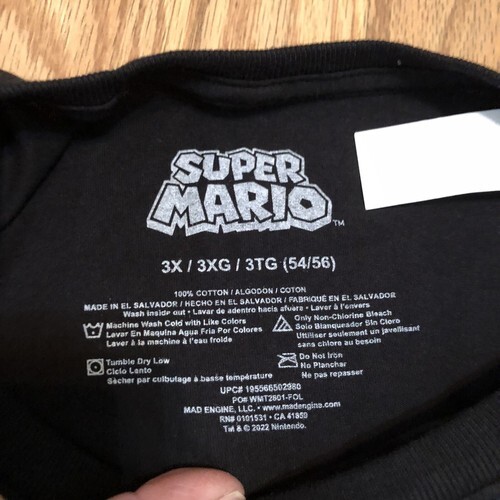 SUPER
MARIO™
3X / 3XG / 3TG (54/56)
100% COTTON / ALGODON / COTON
MADE IN EL SALVADOR / HECHO EN EL SALVADOR / FABRIQUÉ EN EL SALVADOR
Wash inside out • Lavar de adentro hacia afuera • Laver à l'envers
Machine Wash Cold with Like Colors
Lavar En Maquina Agua Fria Por Colores
Laver à la machine à l'eau froide
Only Non-Chlorine Bleach
Solo Blanqueador Sin Cloro
Utiliser seulement un javellisant
sans chlore au besoin
Tumble Dry Low
Ciclo Lento
Sécher par culbutage à basse température
Do Not Iron
No Planchar
Ne pas repasser
UPC# 195566502980
PO# WMT2601-FOL
MAD ENGINE, LLC. • www.madengine.com
RN# 0101531 • CA 41859
TM & © 2022 Nintendo.